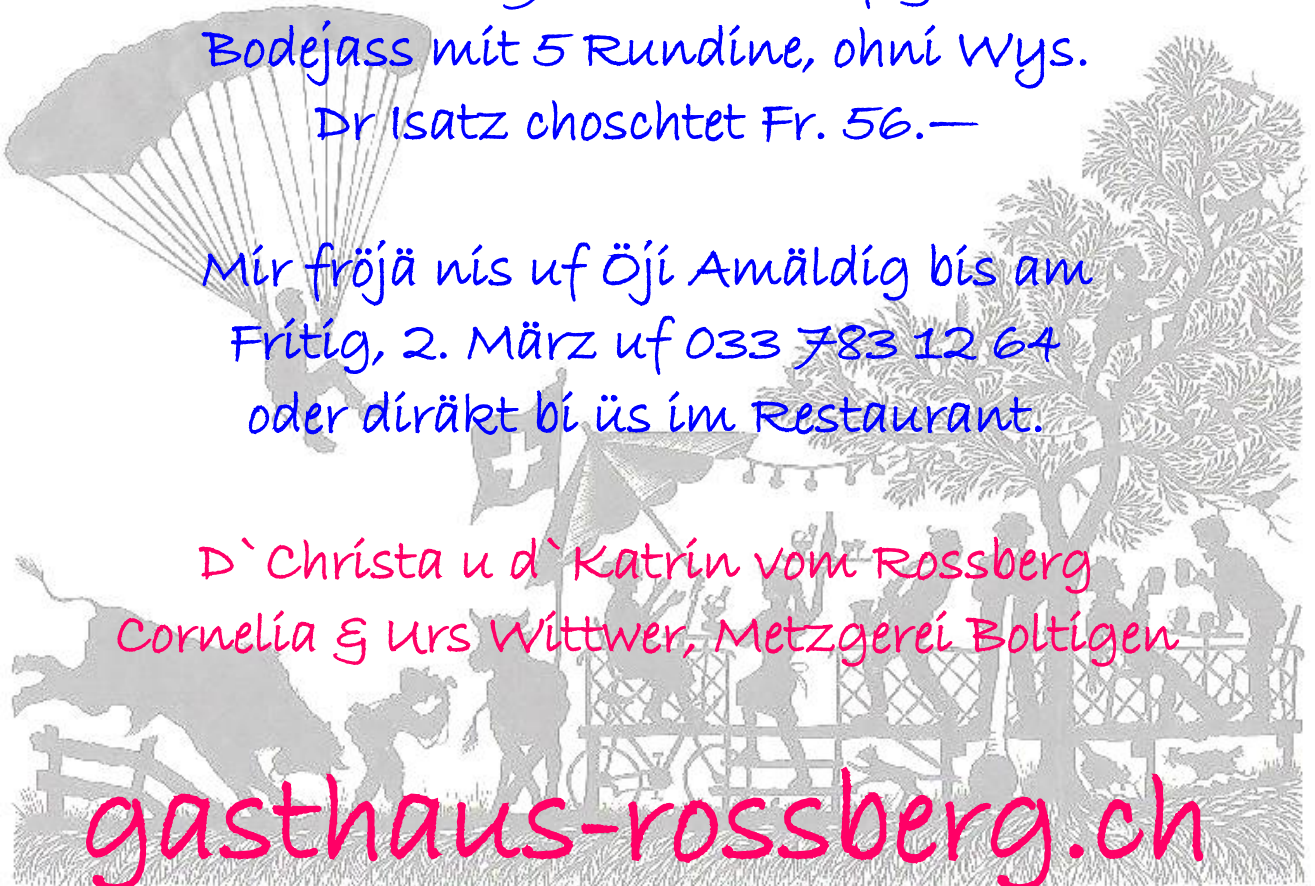 Bodejass mit 5 Rundine, ohni Wys.
Dr Isatz choschtet Fr. 56.—
Mir fröjä nis uf Öji Amäldig bis am
Fritig, 2. März uf 033 783 12 64
oder diräkt bi üs im Restaurant.
D`Christa u d`Katrin vom Rossberg
Cornelia & Urs Wittwer, Metzgerei Boltigen
gasthaus-rossberg.ch